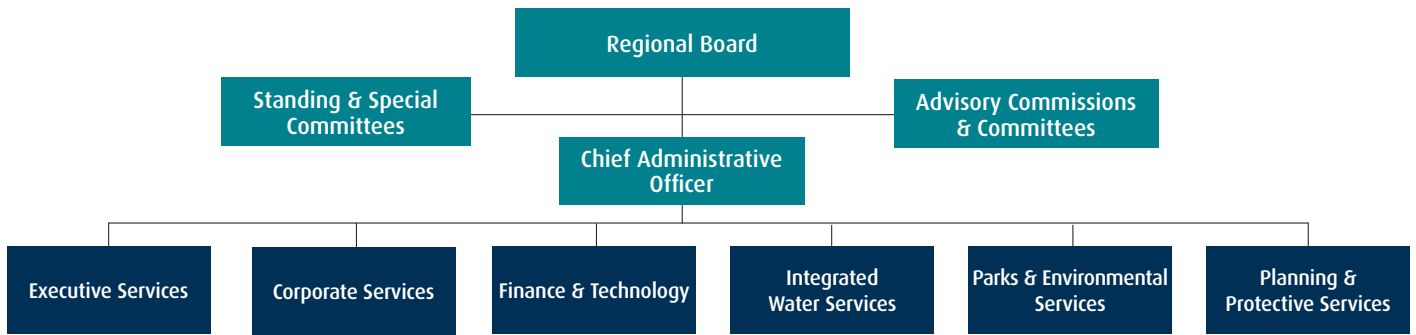 Regional Board
Standing & Special
Committees
Advisory Commissions
& Committees
Chief Administrative
Officer
Executive Services
Corporate Services
Finance & Technology
Integrated
Water Services
Parks & Environmental
Services
Planning &
Protective Services